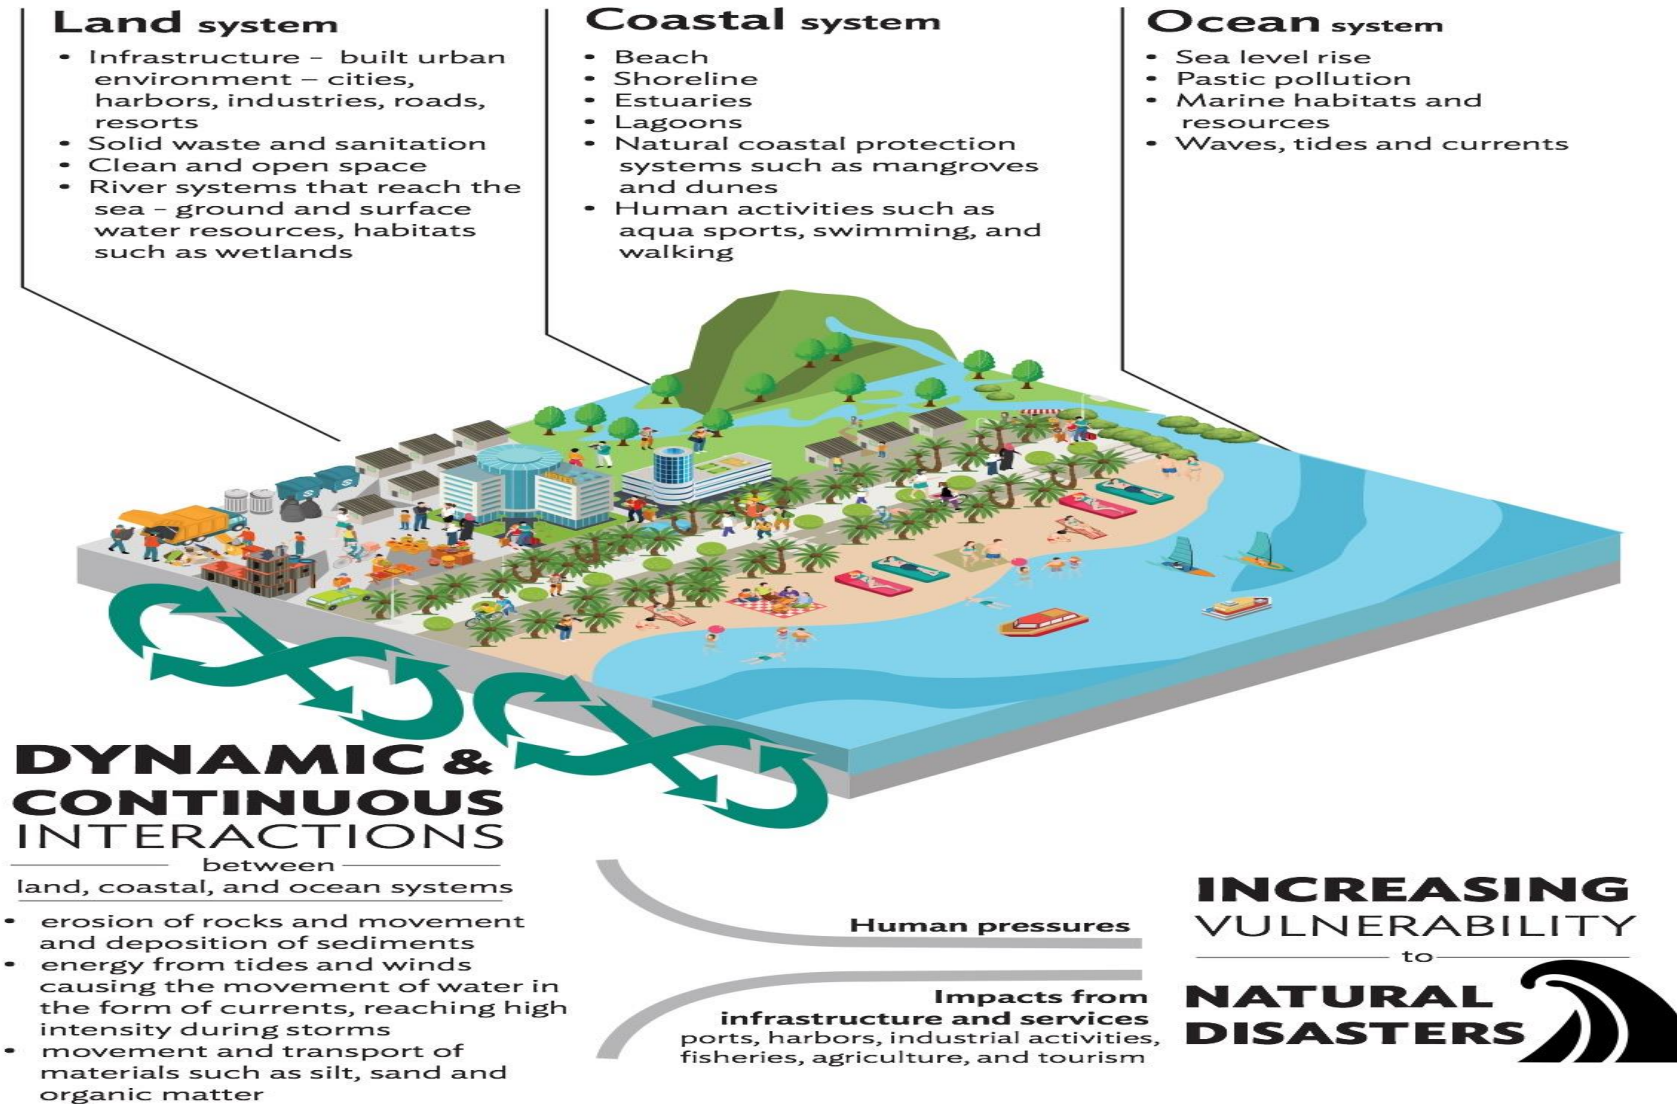 Land system
• Infrastructure – built urban
environment – cities,
harbors, industries, roads,
resorts
• Solid waste and sanitation
• Clean and open space
• River systems that reach the
sea – ground and surface
water resources, habitats
such as wetlands
Coastal system
• Beach
• Shoreline
• Estuaries
• Lagoons
• Natural coastal protection
systems such as mangroves
and dunes
• Human activities such as
aqua sports, swimming, and
walking
Ocean system
• Sea level rise
• Pastic pollution
• Marine habitats and
resources
• Waves, tides and currents
DYNAMIC &
CONTINUOUS
INTERACTIONS
between
land, coastal, and ocean systems
• erosion of rocks and movement
and deposition of sediments
• energy from tides and winds
causing the movement of water in
the form of currents, reaching high
intensity during storms
• movement and transport of
materials such as silt, sand and
organic matter
Human pressures
Impacts from
infrastructure and services
ports, harbors, industrial activities,
fisheries, agriculture, and tourism
INCREASING
VULNERABILITY
to
NATURAL
DISASTERS